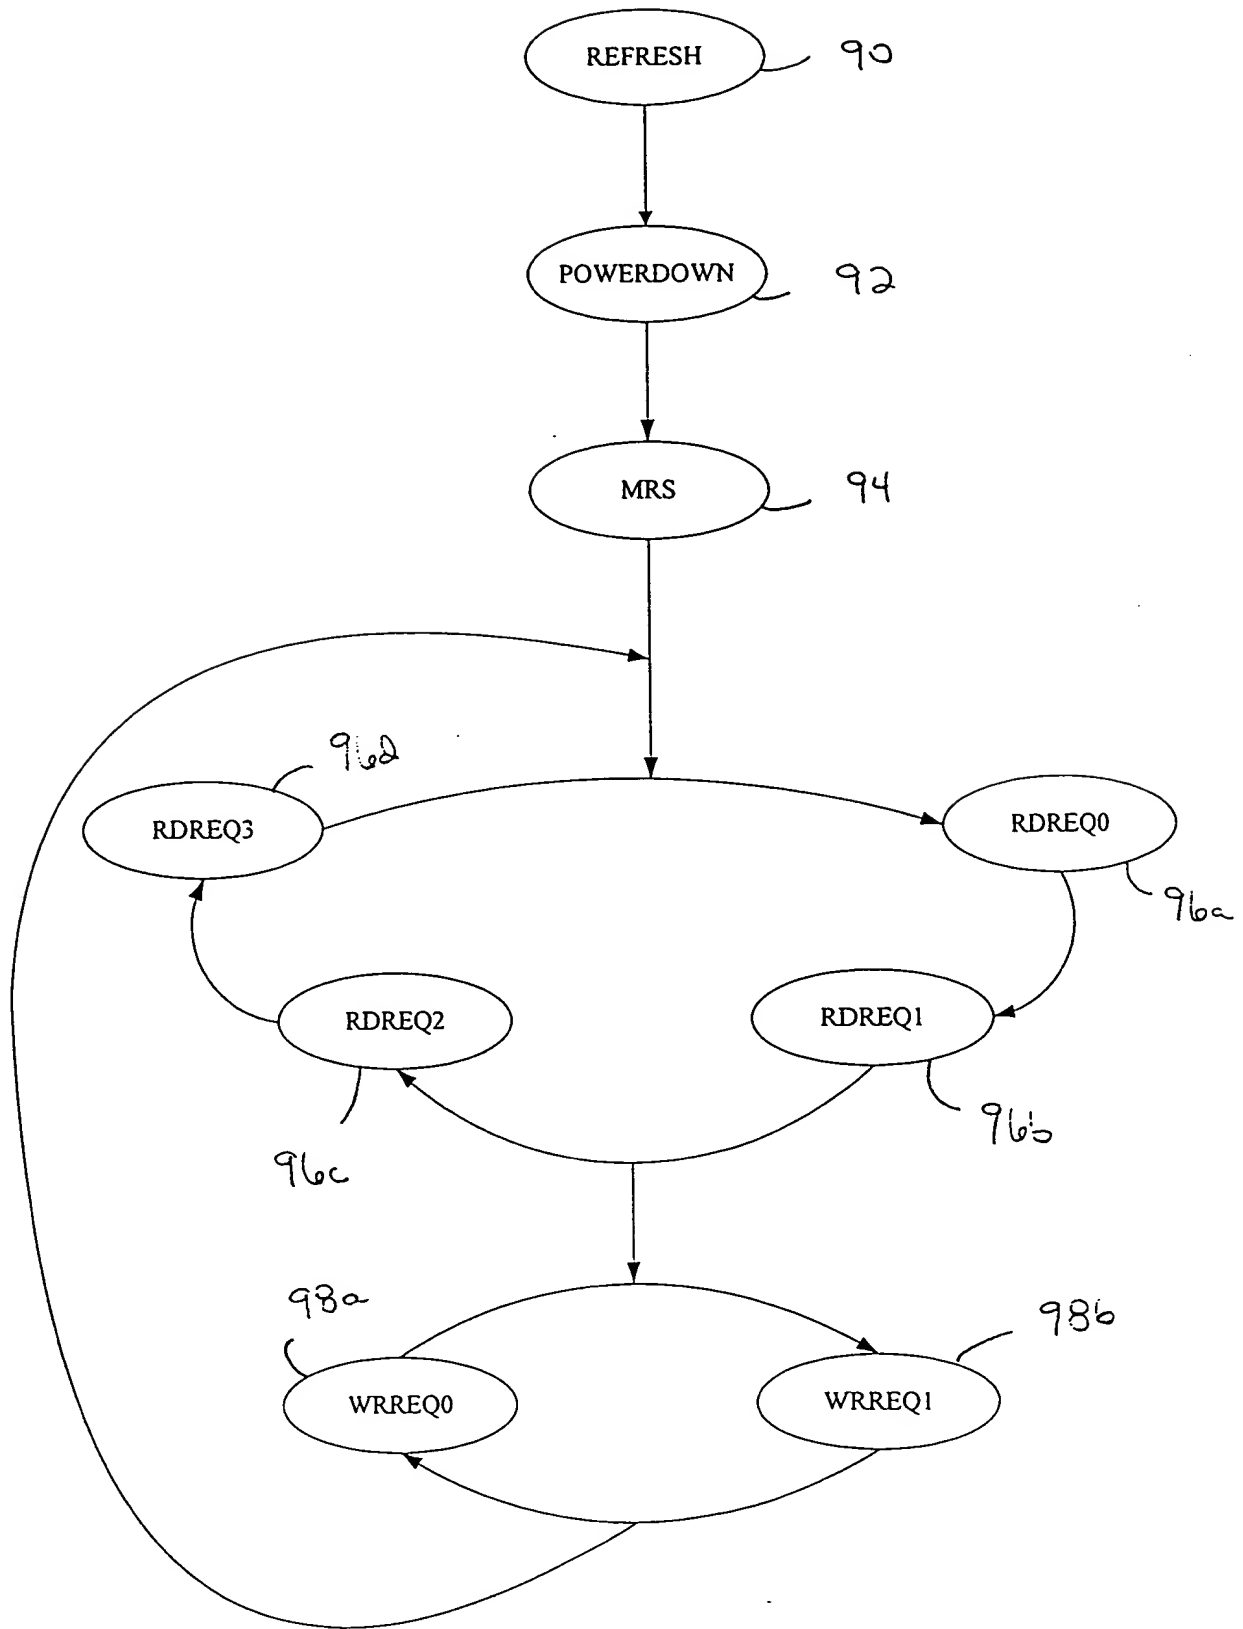 REFRESH 90
POWERDOWN 92
MRS 94
96d
RDREQ3
RDREQ0
96a
RDREQ2
RDREQ1
96b
96c
98a
98b
WRREQ0
WRREQ1